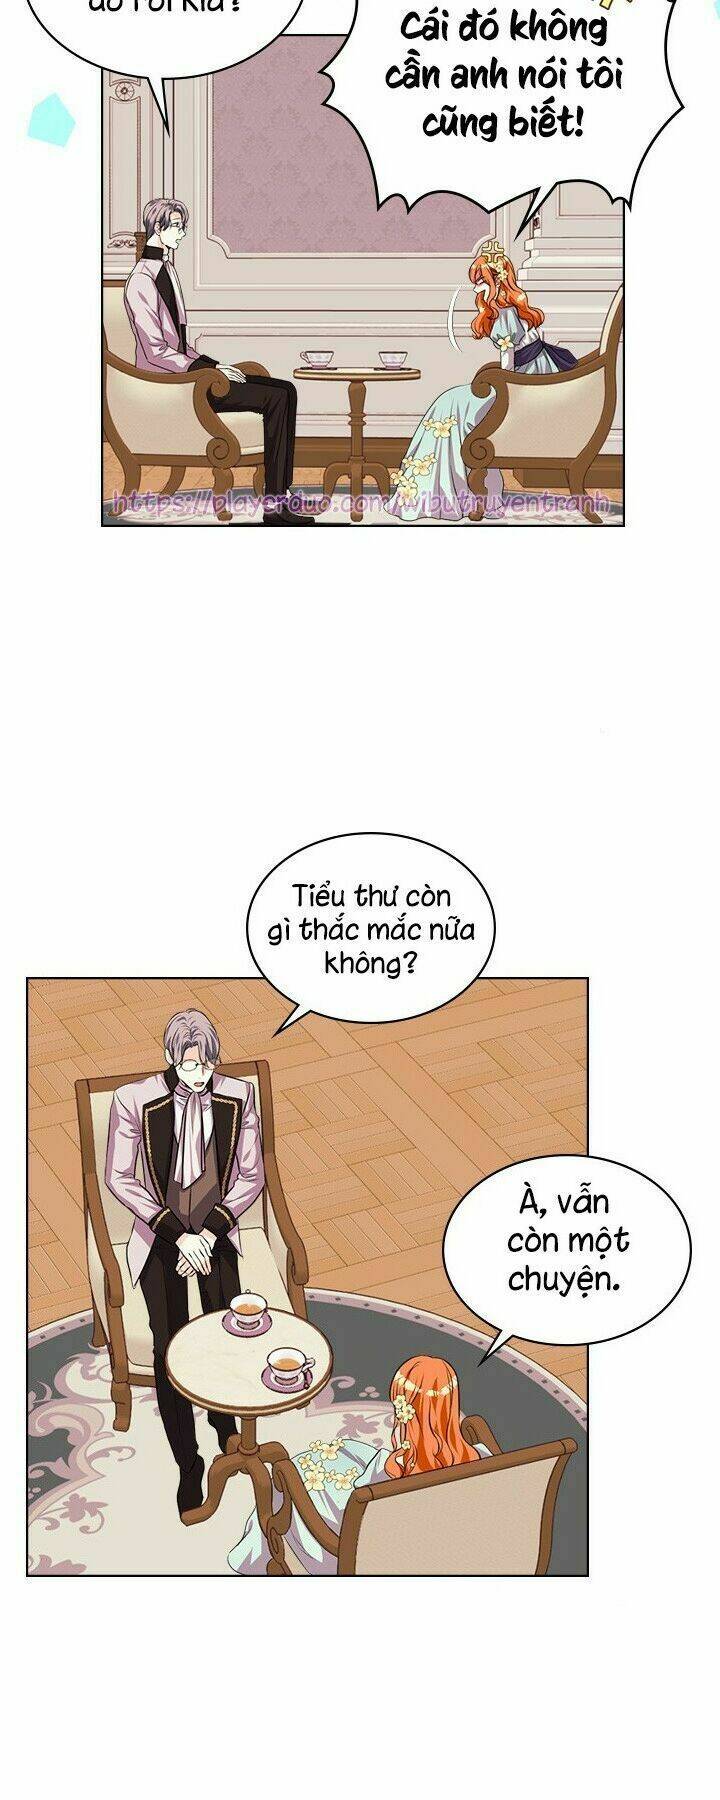 Cái đó không
cần anh nói tôi
cũng biết!
https://playerduo.com/wibutruyentranh
Tiểu thư còn
gì thắc mắc nữa
không?
À, vẫn
còn một
chuyện.